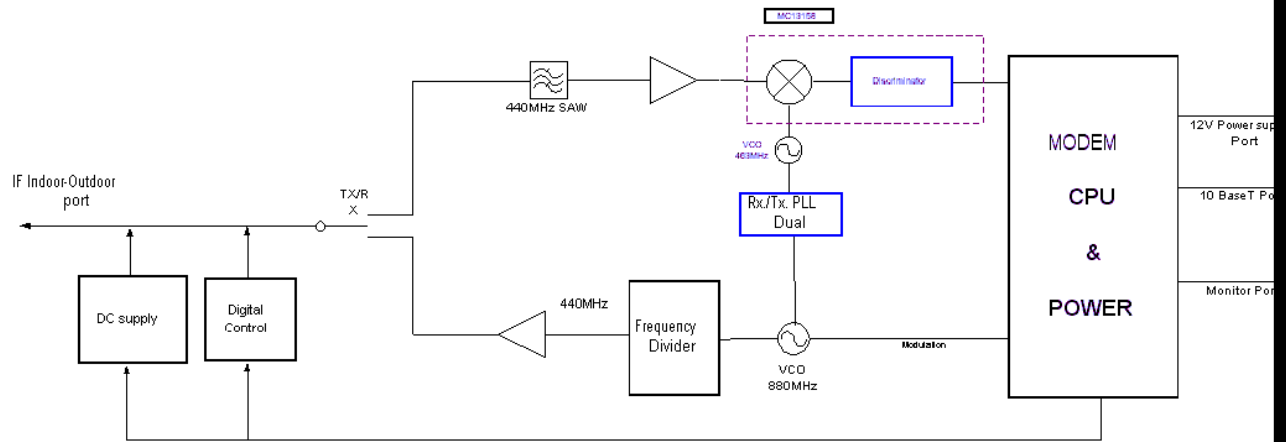 MC13156
440MHz SAW
Discriminator
VCO
463MHz
MODEM
CPU
&
POWER
12V Power sup
Port
10 BaseT Po
Monitor Por
IF Indoor-Outdoor
port
TX/R
X
Rx./Tx. PLL
Dual
DC supply
Digital
Control
440MHz
Frequency
Divider
VCO
880MHz
Modulation